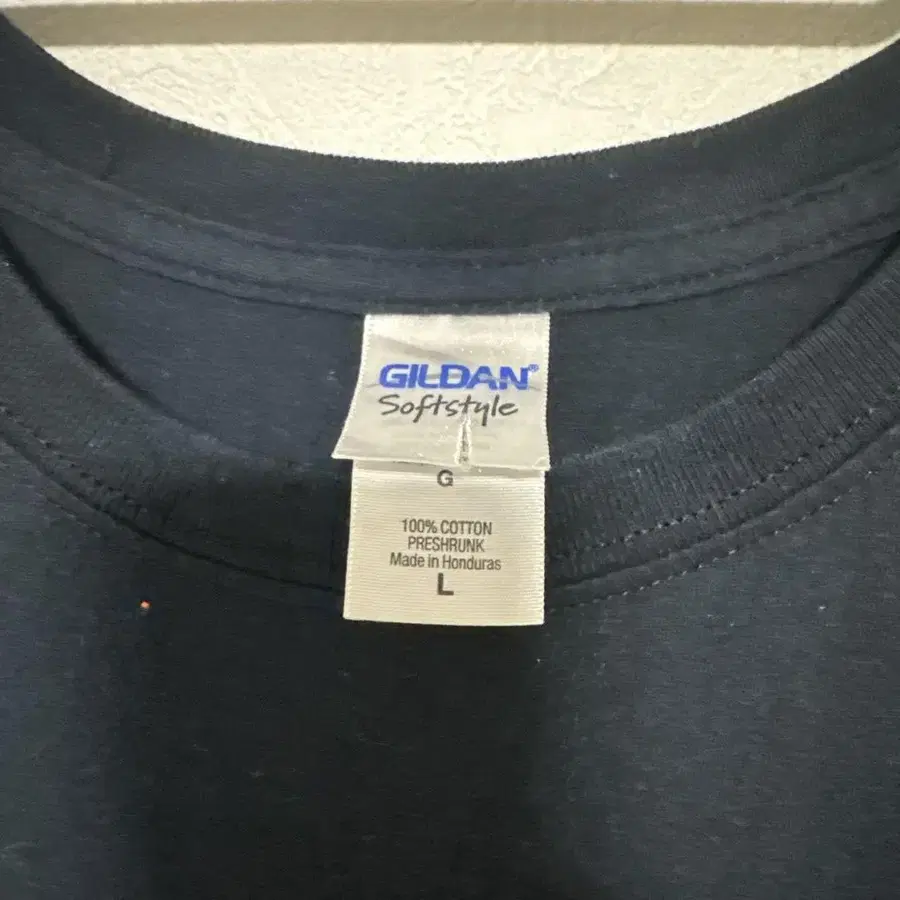 GILDAN®
Softstyle
G
100% COTTON
PRESHRUNK
Made in Honduras
L